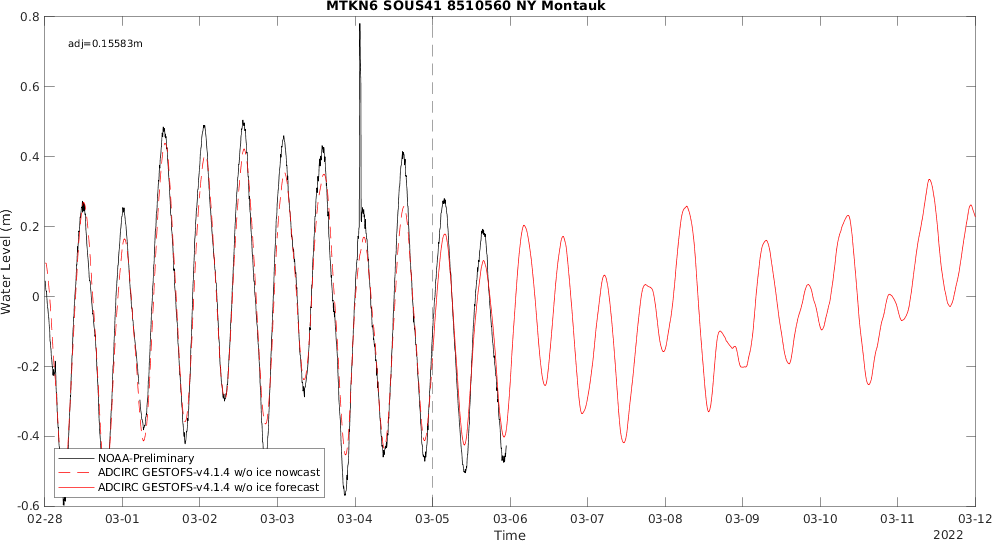 MTKN6 SOUS41 8510560 NY Montauk
adj=0.15583m
Water Level (m)
0.8
0.6
0.4
0.2
0
-0.2
-0.4
-0.6
NOAA-Preliminary
ADCIRC GESTOFS-v4.1.4 w/o ice nowcast
ADCIRC GESTOFS-v4.1.4 w/o ice forecast
02-28 03-01 03-02 03-03 03-04 03-05 03-06 03-07 03-08 03-09 03-10 03-11 03-12
Time
2022